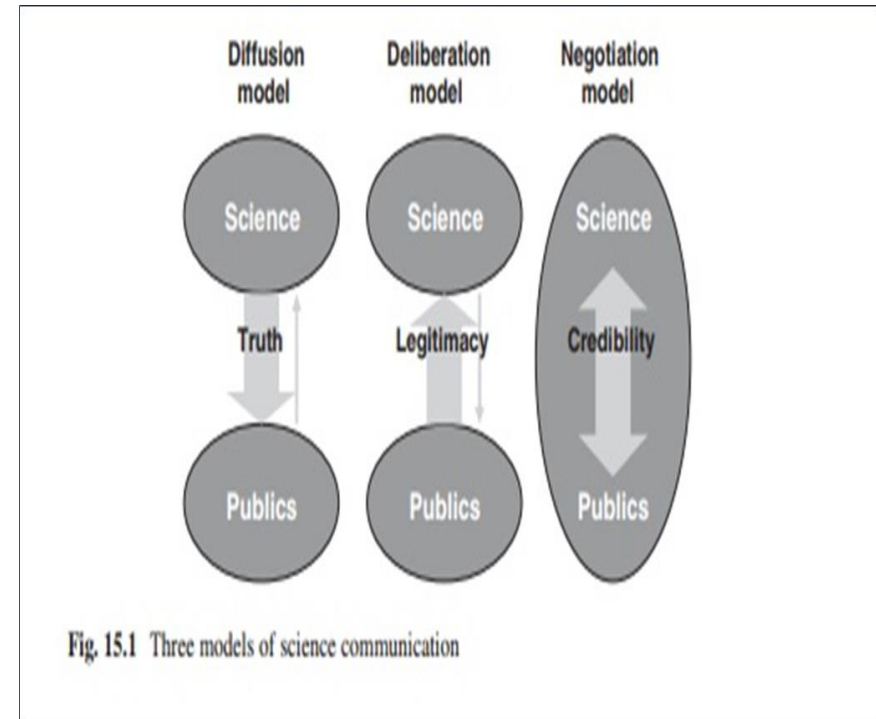 Diffusion
model
Deliberation
model
Negotiation
model
Science
Science
Science
Truth
Legitimacy
Credibility
Publics
Publics
Publics
Fig. 15.1 Three models of science communication